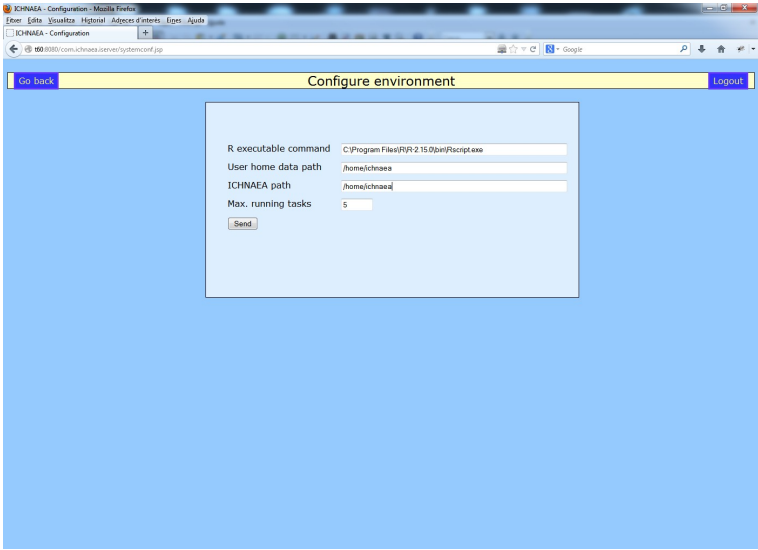 ICHNAEA - Configuration - Mozilla Firefox
Fitxer Edita Visualitza Historial Adreces d'interès Eines Ajuda
ICHNAEA - Configuration +
t60:8080/com.ichnaea.iserver/systemconf.jsp Google
Go back Configure environment Logout
R executable command C:\Program Files\R\R-2.15.0\bin\Rscript.exe
User home data path /home/ichnaea
ICHNAEA path /home/ichnaea
Max. running tasks 5
Send